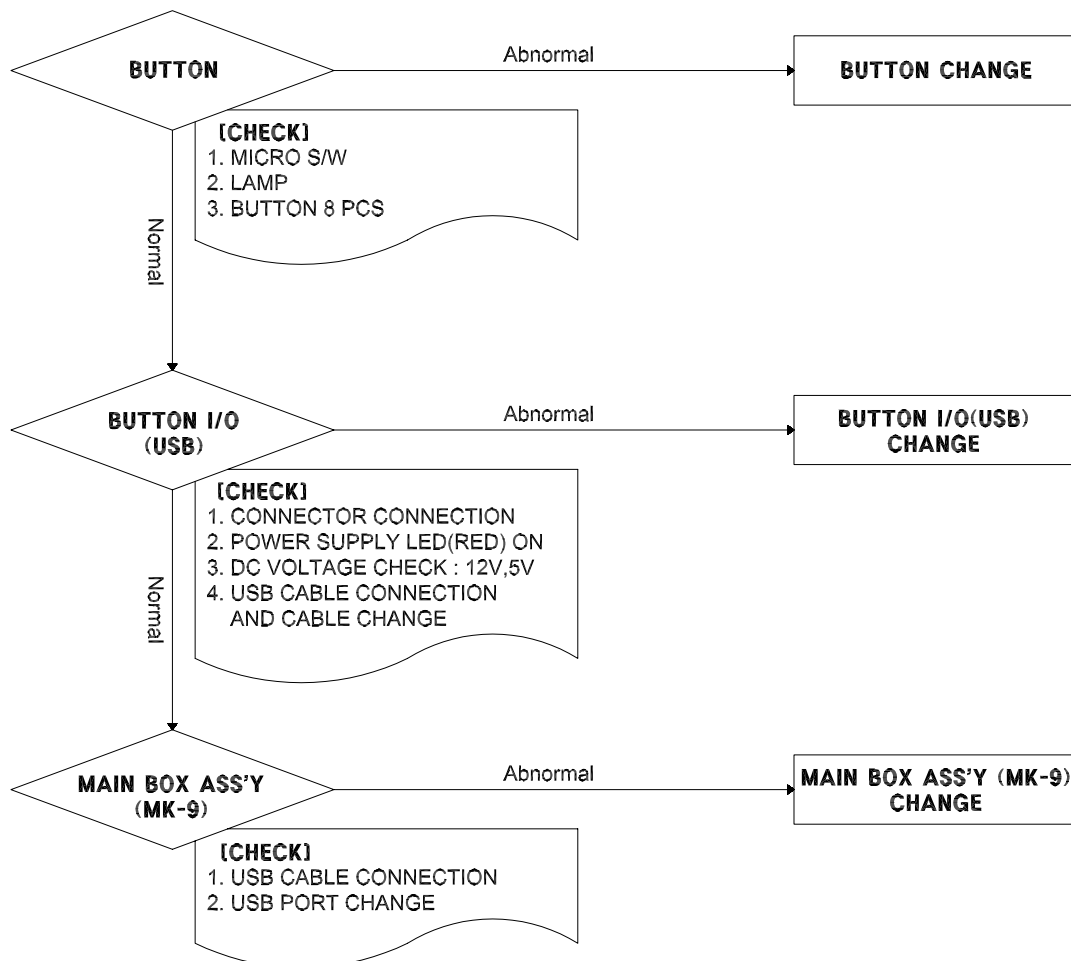 BUTTON
Abnormal
BUTTON CHANGE
[CHECK]
1. MICRO S/W
2. LAMP
3. BUTTON 8 PCS
Normal
BUTTON I/O
(USB)
Abnormal
BUTTON I/O(USB)
CHANGE
[CHECK]
1. CONNECTOR CONNECTION
2. POWER SUPPLY LED(RED) ON
3. DC VOLTAGE CHECK : 12V,5V
4. USB CABLE CONNECTION
AND CABLE CHANGE
Normal
MAIN BOX ASS'Y
(MK-9)
Abnormal
MAIN BOX ASS'Y (MK-9)
CHANGE
[CHECK]
1. USB CABLE CONNECTION
2. USB PORT CHANGE